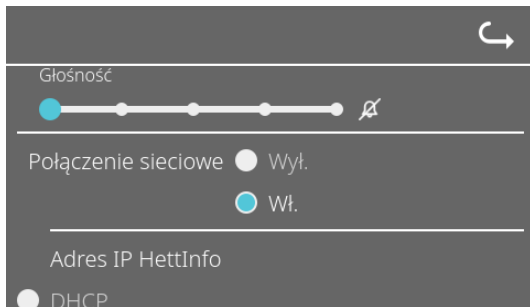 Głośność
Połączenie sieciowe Wył.
Wł.
Adres IP HettInfo
DHCP